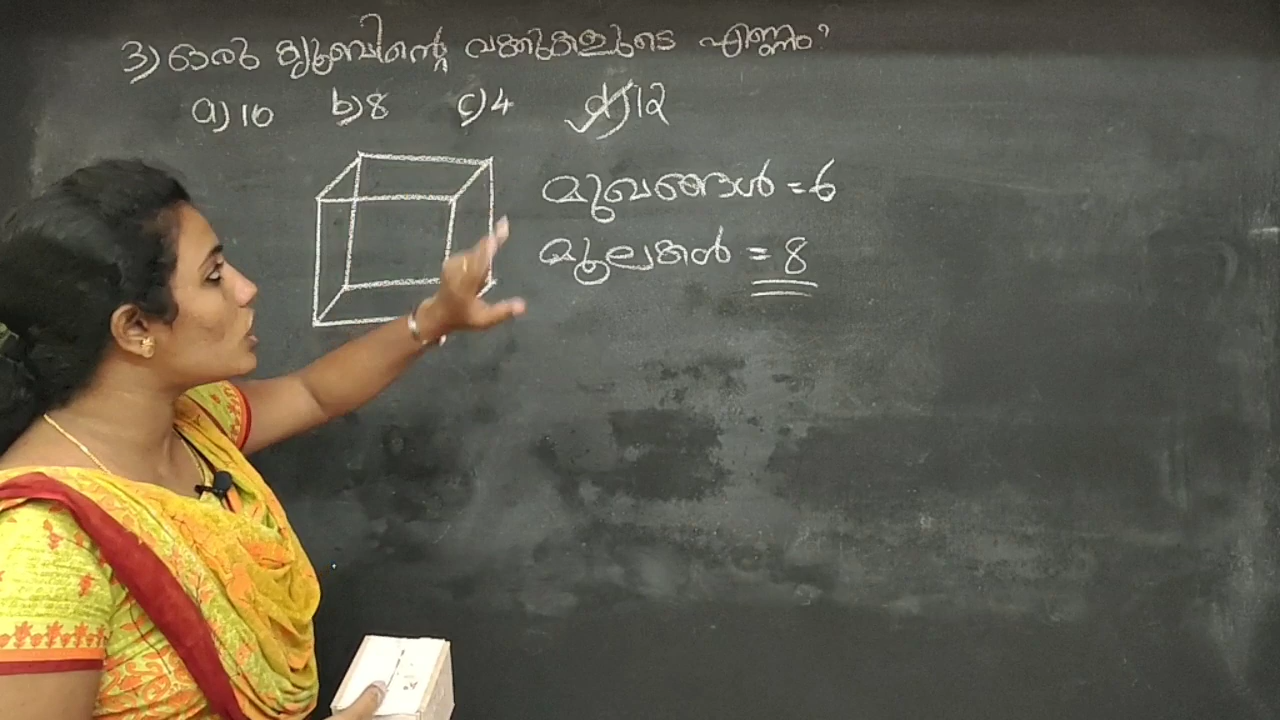 3) ഒരു ക്യൂബിന്റെ വക്കുകളുടെ എണ്ണം?
a) 10 b) 8 c) 4 d) 12
മുഖങ്ങൾ = 6
മൂലകൾ = 8